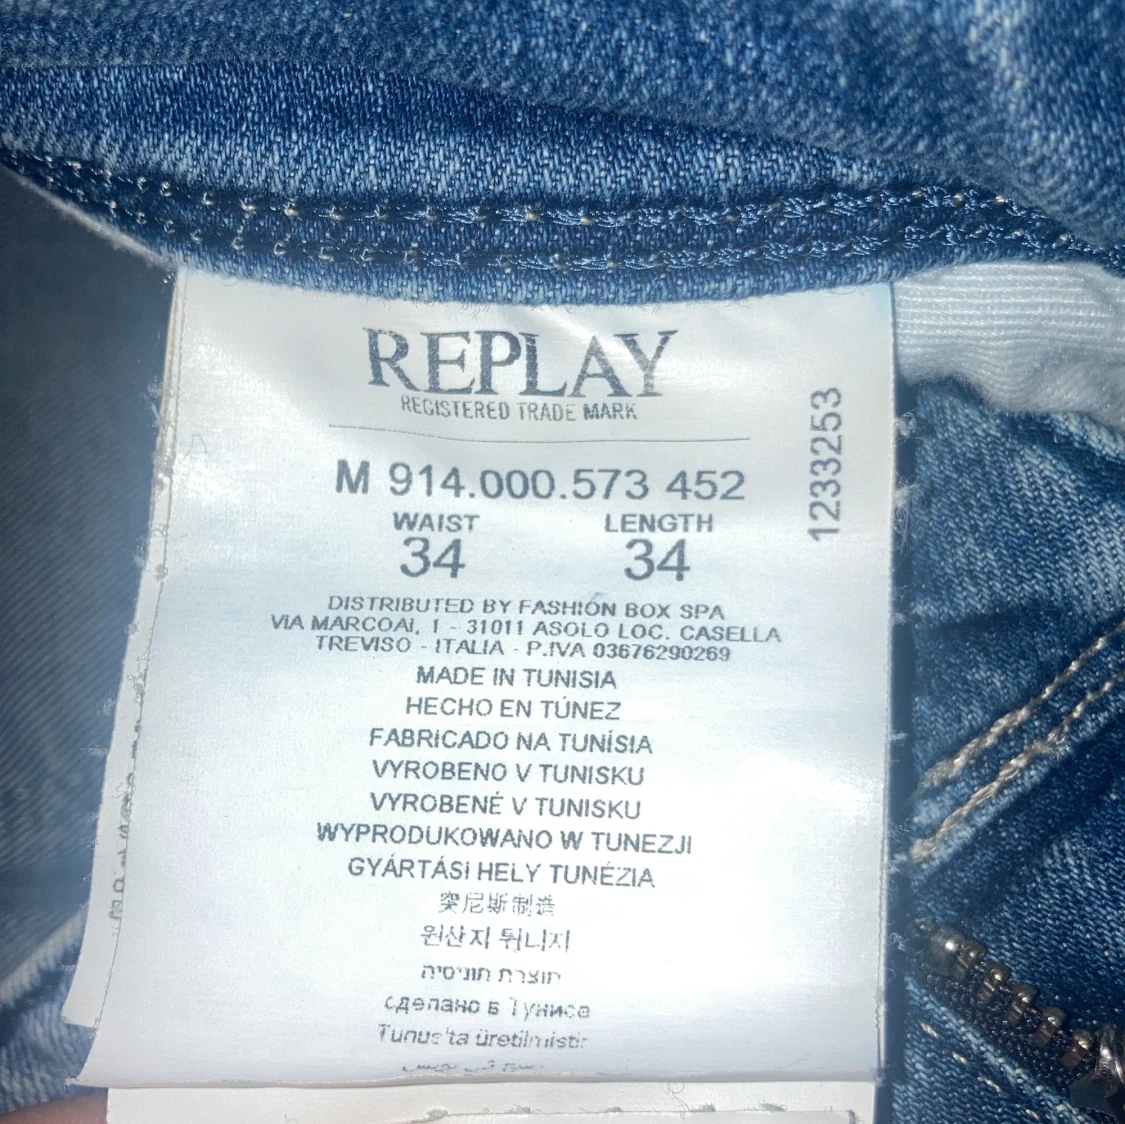 REPLAY
REGISTERED TRADE MARK
1233253
M 914.000.573 452
WAIST LENGTH
34 34
DISTRIBUTED BY FASHION BOX SPA
VIA MARCOAI, 1 - 31011 ASOLO LOC. CASELLA
TREVISO - ITALIA - P.IVA 03676290269
MADE IN TUNISIA
HECHO EN TÚNEZ
FABRICADO NA TUNÍSIA
VYROBENO V TUNISKU
VYROBENÉ V TUNISKU
WYPRODUKOWANO W TUNEZJI
GYÁRTÁSI HELY TUNÉZIA
突尼斯制造
원산지 튀니지
תוצרת תוניסיה
сделано в Тунисе
Tunus'ta üretilmistir